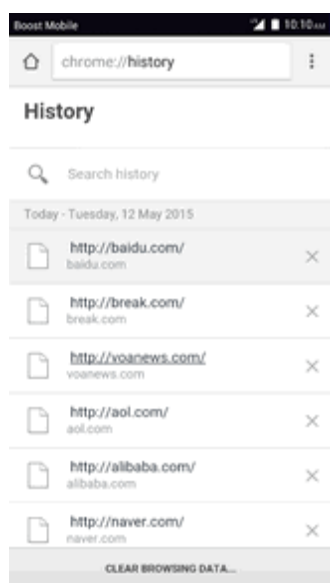 Boost Mobile
10:10 AM
chrome://history
History
Search history
Today - Tuesday, 12 May 2015
http://baidu.com/
baidu.com
http://break.com/
break.com
http://voanews.com/
voanews.com
http://aol.com/
aol.com
http://alibaba.com/
alibaba.com
http://naver.com/
naver.com
CLEAR BROWSING DATA...